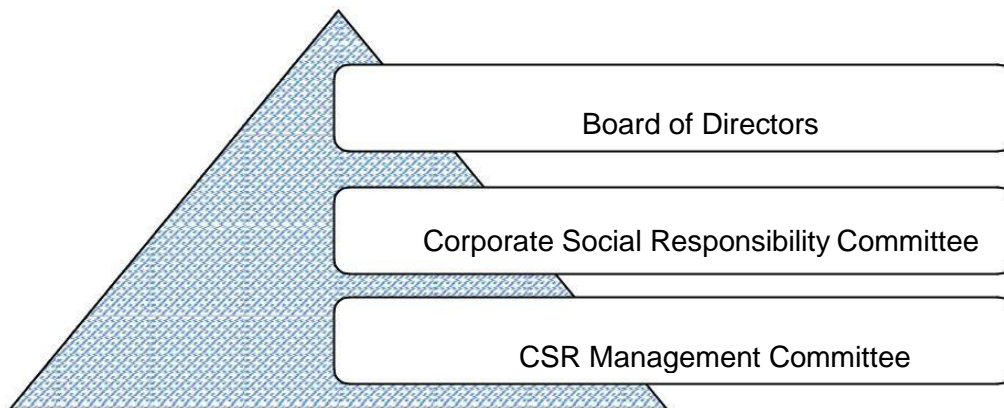 Board of Directors
Corporate Social Responsibility Committee
CSR Management Committee